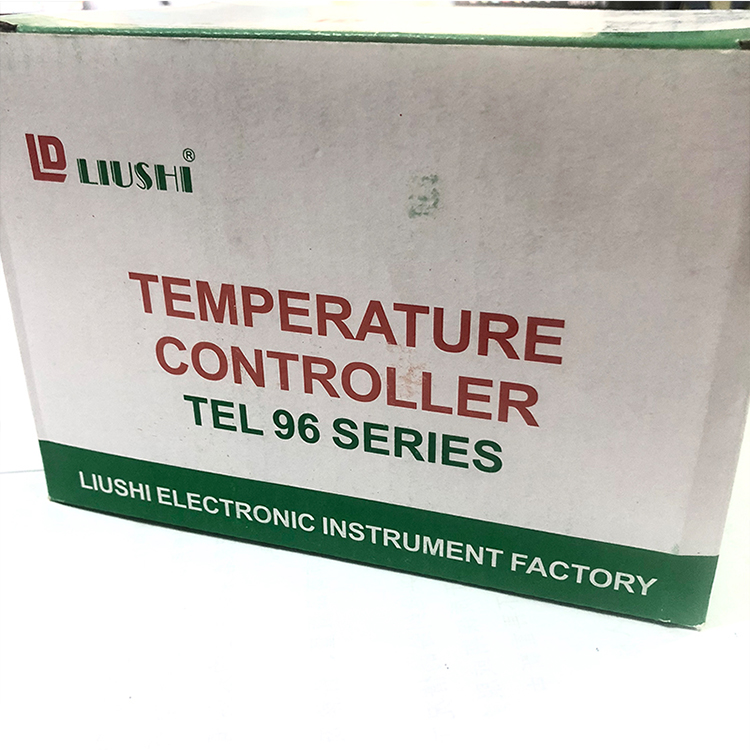 LD LIUSHI®
TEMPERATURE
CONTROLLER
TEL 96 SERIES
LIUSHI ELECTRONIC INSTRUMENT FACTORY